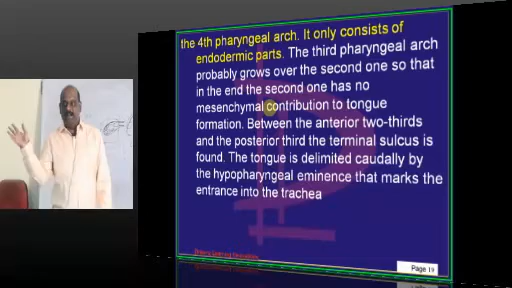 the 4th pharyngeal arch. It only consists of
endodermic parts. The third pharyngeal arch
probably grows over the second one so that
in the end the second one has no
mesenchymal contribution to tongue
formation. Between the anterior two-thirds
and the posterior third the terminal sulcus is
found. The tongue is delimited caudally by
the hypopharyngeal eminence that marks the
entrance into the trachea
Page 19